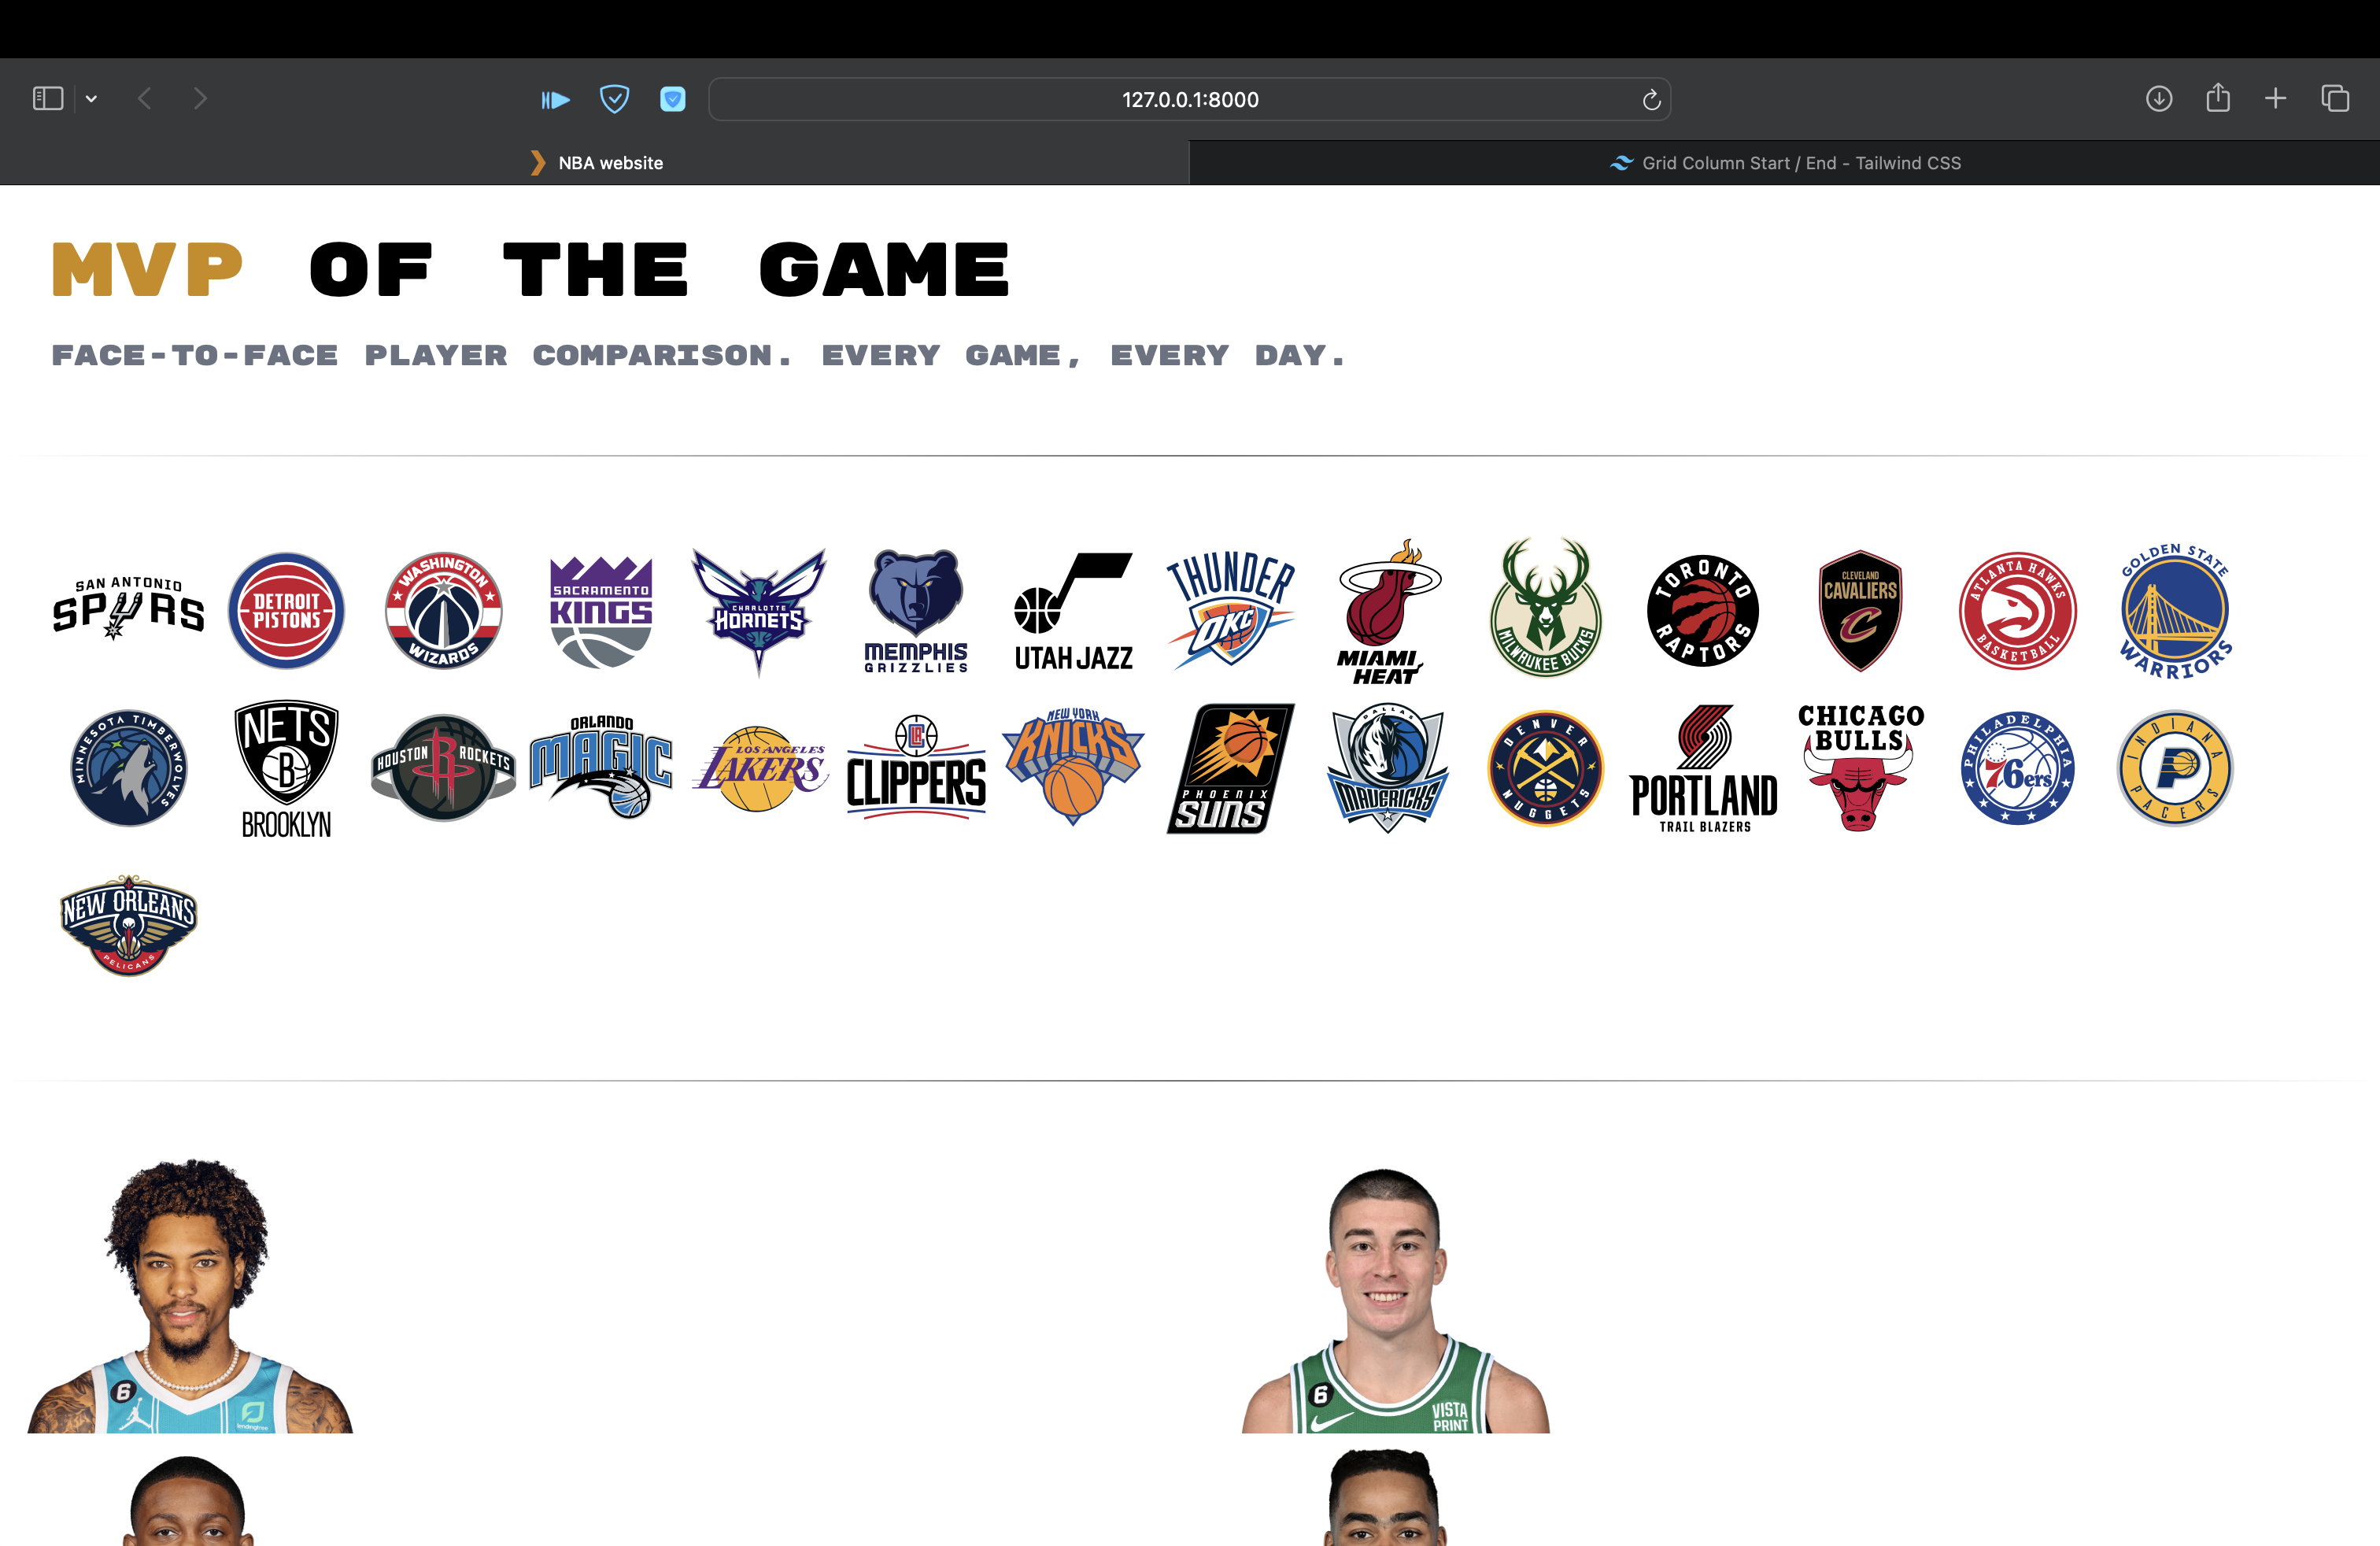 127.0.0.1:8000
NBA website
Grid Column Start / End - Tailwind CSS
MVP OF THE GAME
FACE-TO-FACE PLAYER COMPARISON. EVERY GAME, EVERY DAY.
SAN ANTONIO
SPURS
DETROIT
PISTONS
WASHINGTON
WIZARDS
SACRAMENTO
KINGS
CHARLOTTE
HORNETS
MEMPHIS
GRIZZLIES
UTAH JAZZ
THUNDER
OKC
MIAMI
HEAT
MILWAUKEE BUCKS
TORONTO
RAPTORS
CLEVELAND
CAVALIERS
C
ATLANTA HAWKS
BASKETBALL
GOLDEN STATE
WARRIORS
MINNESOTA TIMBERWOLVES
NETS
B
BROOKLYN
HOUSTON R ROCKETS
ORLANDO
MAGIC
LOS ANGELES
LAKERS
LA
CLIPPERS
NEW YORK
KNICKS
PHOENIX
SUNS
DALLAS
MAVERICKS
DENVER
NUGGETS
PORTLAND
TRAIL BLAZERS
CHICAGO
BULLS
PHILADELPHIA
76ers
INDIANA
P
PACERS
NEW ORLEANS
PELICANS
6
lendingtree
6
VISTA
PRINT